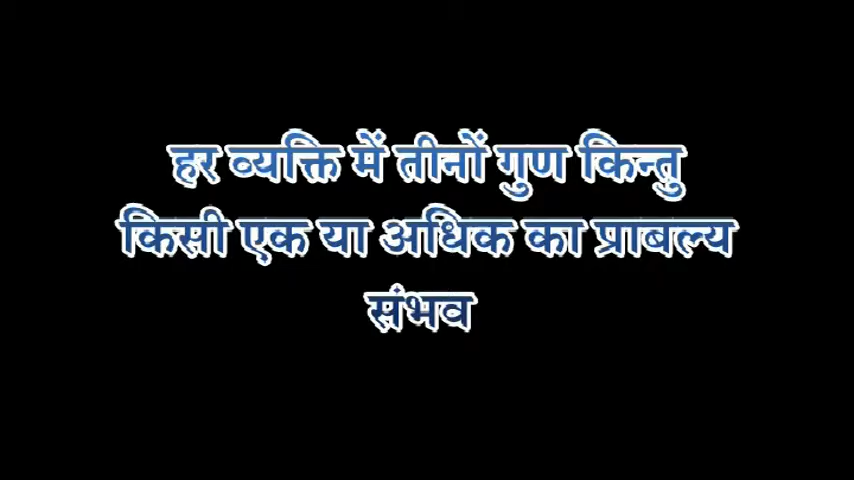 हर व्यक्ति में तीनों गुण किन्तु
किसी एक या अधिक का प्राबल्य
संभव